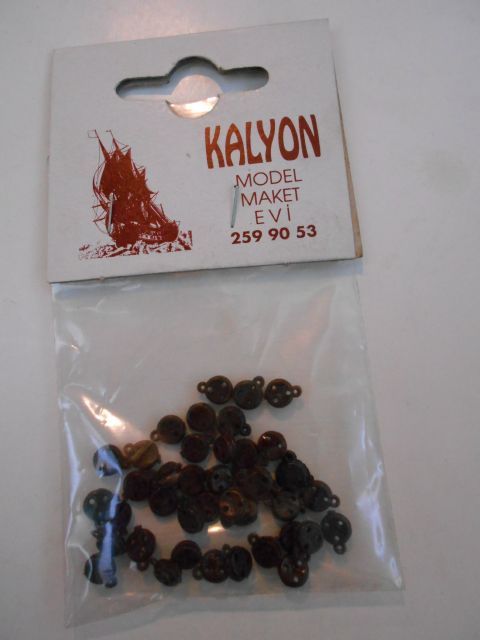 KALYON
MODEL
MAKET
EVİ
259 90 53